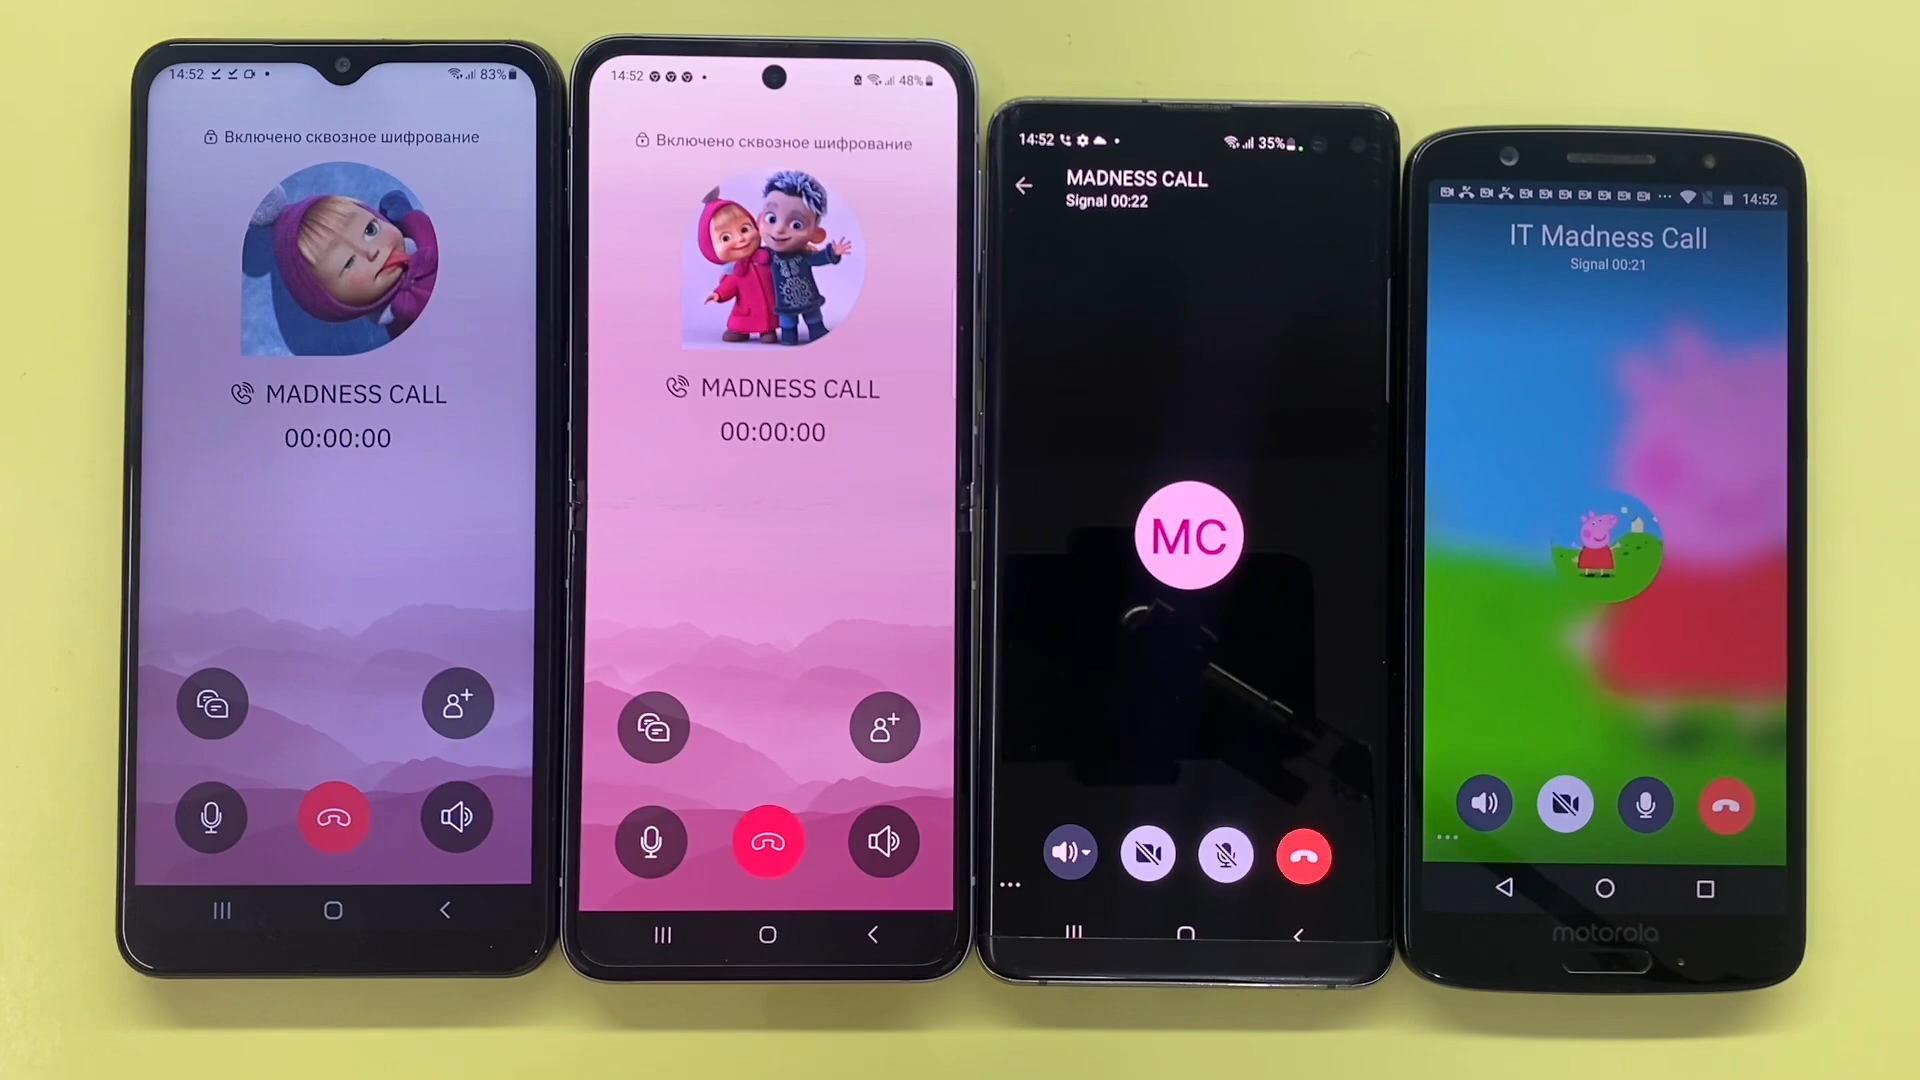 14:52
83%
Включено сквозное шифрование
MADNESS CALL
00:00:00
14:52
48%
Включено сквозное шифрование
MADNESS CALL
00:00:00
14:52
35%
MADNESS CALL
Signal 00:22
MC
14:52
IT Madness Call
Signal 00:21
motorola